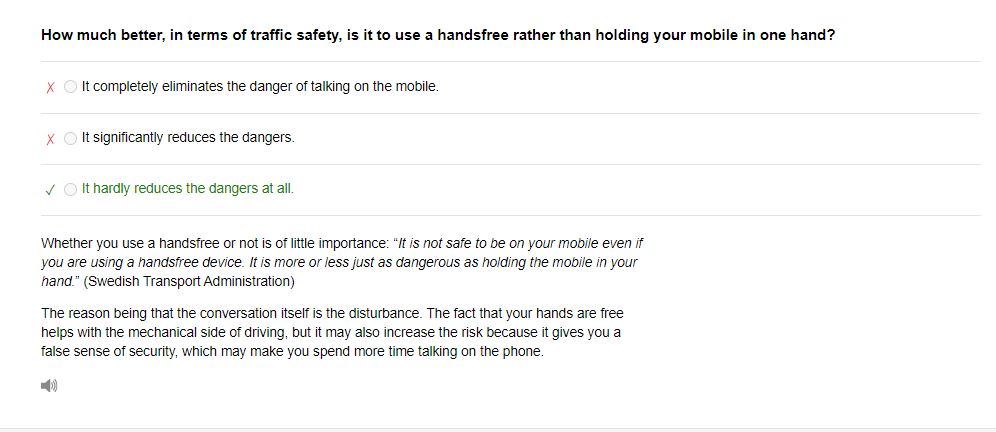 How much better, in terms of traffic safety, is it to use a handsfree rather than holding your mobile in one hand?
It completely eliminates the danger of talking on the mobile.
It significantly reduces the dangers.
It hardly reduces the dangers at all.
Whether you use a handsfree or not is of little importance: “It is not safe to be on your mobile even if
you are using a handsfree device. It is more or less just as dangerous as holding the mobile in your
hand.” (Swedish Transport Administration)
The reason being that the conversation itself is the disturbance. The fact that your hands are free
helps with the mechanical side of driving, but it may also increase the risk because it gives you a
false sense of security, which may make you spend more time talking on the phone.